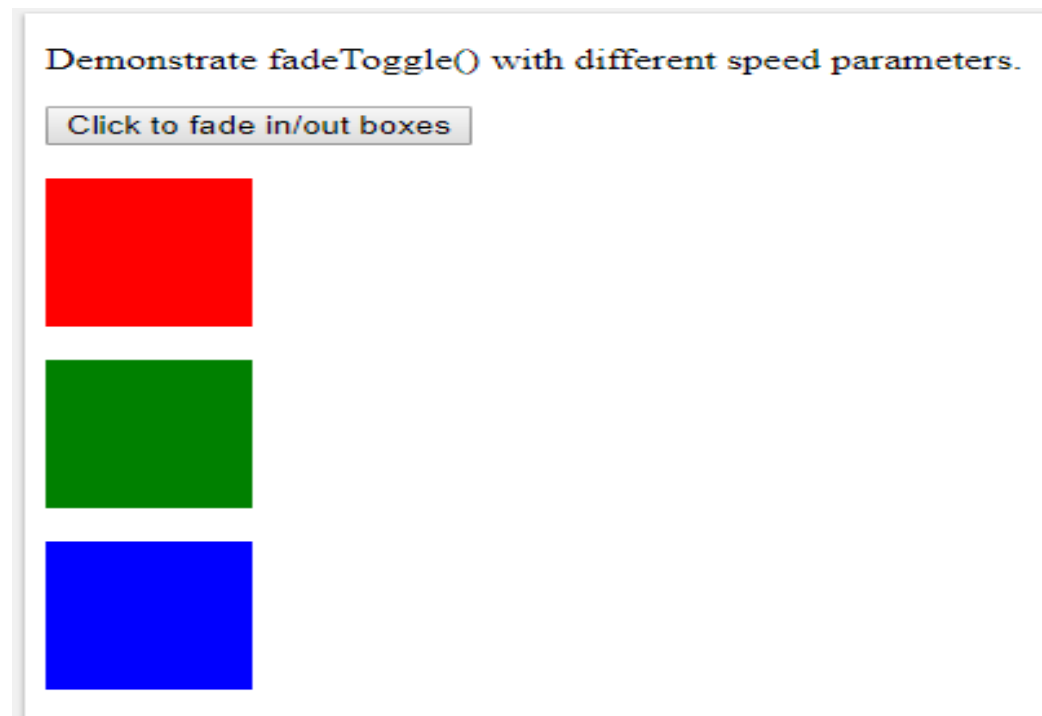 Demonstrate fadeToggle() with different speed parameters.
Click to fade in/out boxes